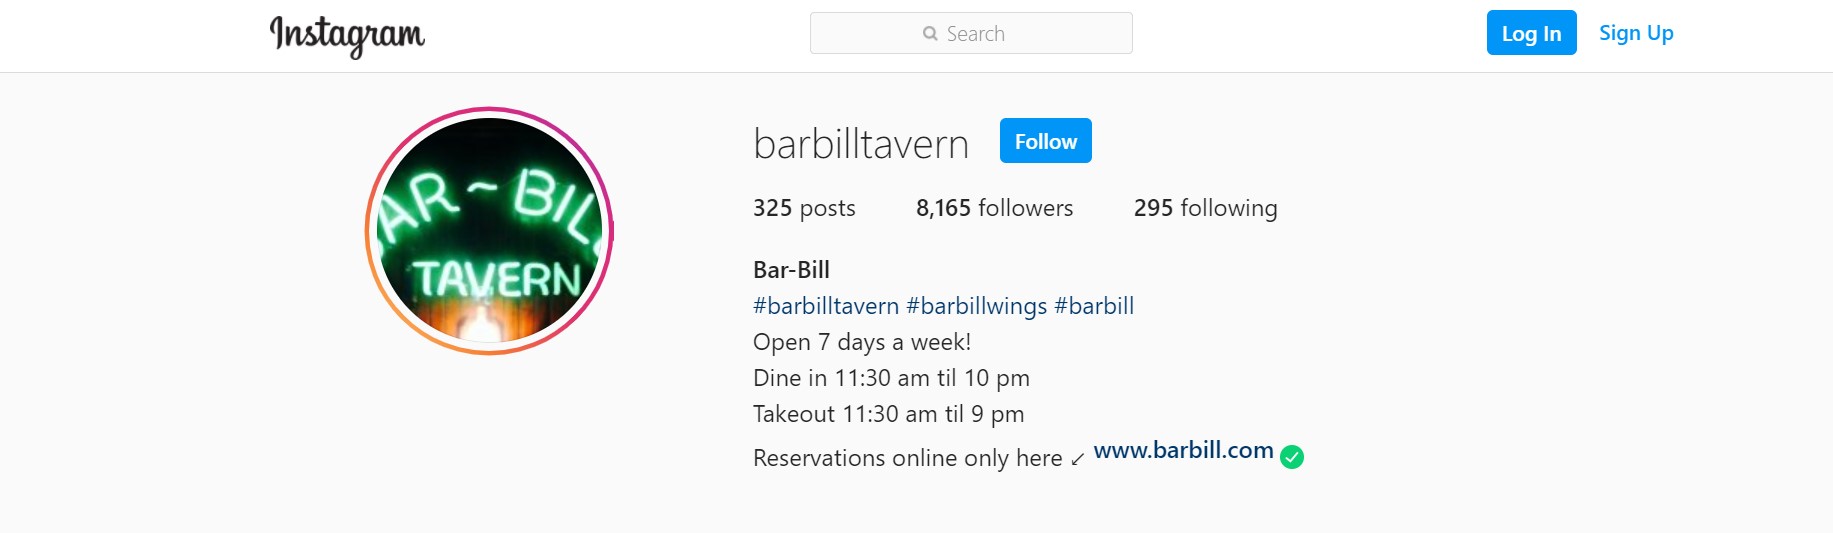 Instagram
Search
Log In
Sign Up
AR~BIL
TAVERN
barbilltavern
Follow
325 posts 8,165 followers 295 following
Bar-Bill
#barbilltavern #barbillwings #barbill
Open 7 days a week!
Dine in 11:30 am til 10 pm
Takeout 11:30 am til 9 pm
Reservations online only here ↙ www.barbill.com